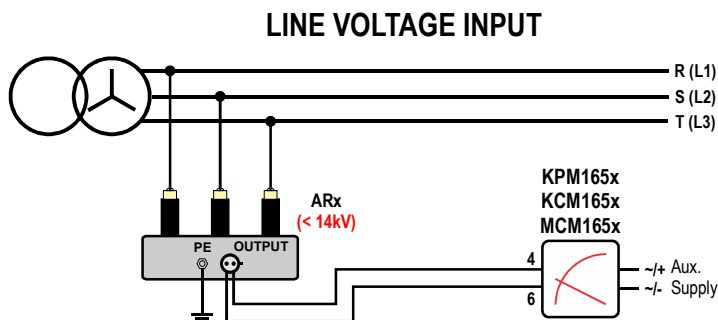 LINE VOLTAGE INPUT
R (L1)
S (L2)
T (L3)
ARx
(< 14kV)
PE
OUTPUT
KPM165x
KCM165x
MCM165x
4
6
~/+ Aux.
~/- Supply